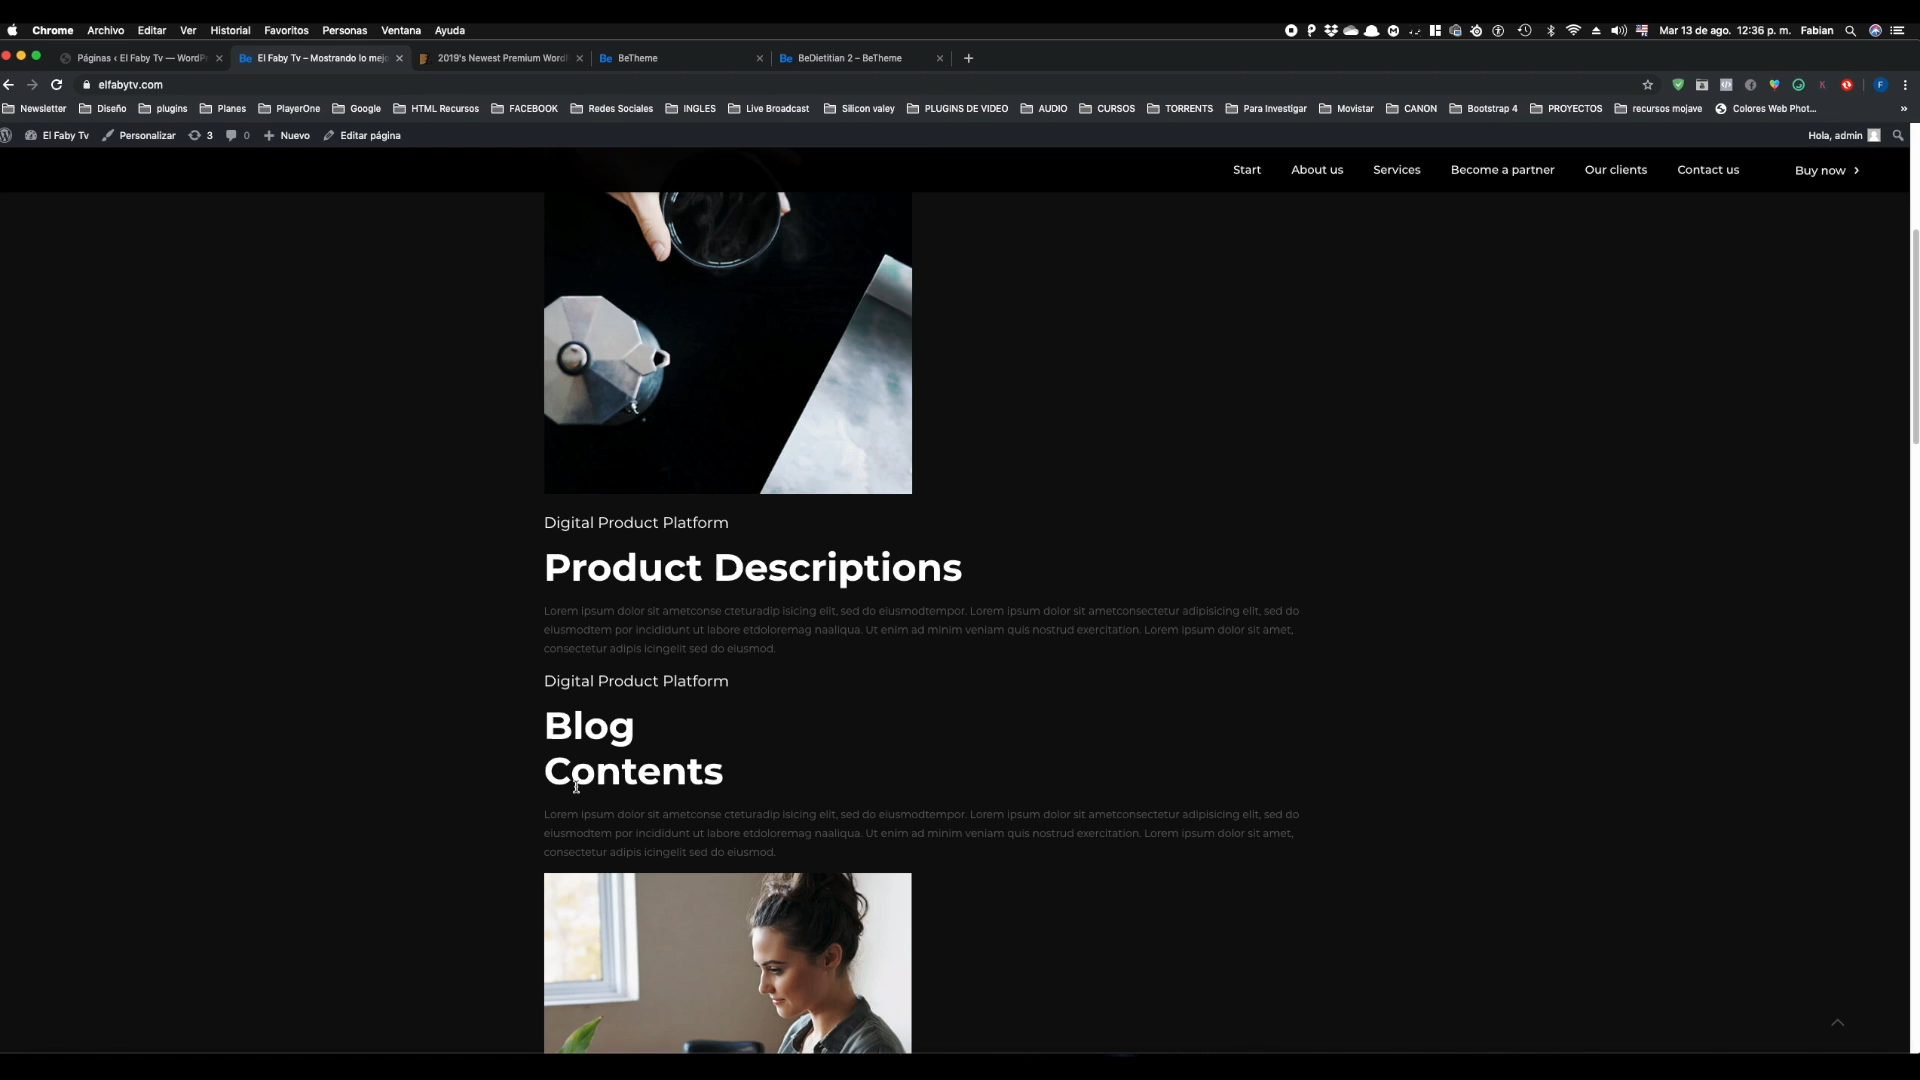 Chrome Archivo Editar Ver Historial Favoritos Personas Ventana Ayuda
Mar 13 de ago. 12:36 p. m. Fabian
Páginas ‹ El Faby Tv — WordPr
El Faby Tv – Mostrando lo mejo
2019's Newest Premium Word
Be BeTheme
Be BeDietitian 2 – BeTheme
elfabytv.com
Newsletter Diseño plugins Planes PlayerOne Google HTML Recursos FACEBOOK Redes Sociales INGLES Live Broadcast Silicon valey PLUGINS DE VIDEO AUDIO CURSOS TORRENTS Para Investigar Movistar CANON Bootstrap 4 PROYECTOS recursos mojave Colores Web Phot... »
El Faby Tv Personalizar 3 0 Nuevo Editar página Hola, admin
Start About us Services Become a partner Our clients Contact us Buy now
Digital Product Platform
Product Descriptions
Lorem ipsum dolor sit ametconse cteturadip isicing elit, sed do eiusmodtempor. Lorem ipsum dolor sit ametconsectetur adipisicing elit, sed do
eiusmodtem por incididunt ut labore etdoloremag naaliqua. Ut enim ad minim veniam quis nostrud exercitation. Lorem ipsum dolor sit amet,
consectetur adipis icingelit sed do eiusmod.
Digital Product Platform
Blog
Contents
Lorem ipsum dolor sit ametconse cteturadip isicing elit, sed do eiusmodtempor. Lorem ipsum dolor sit ametconsectetur adipisicing elit, sed do
eiusmodtem por incididunt ut labore etdoloremag naaliqua. Ut enim ad minim veniam quis nostrud exercitation. Lorem ipsum dolor sit amet,
consectetur adipis icingelit sed do eiusmod.